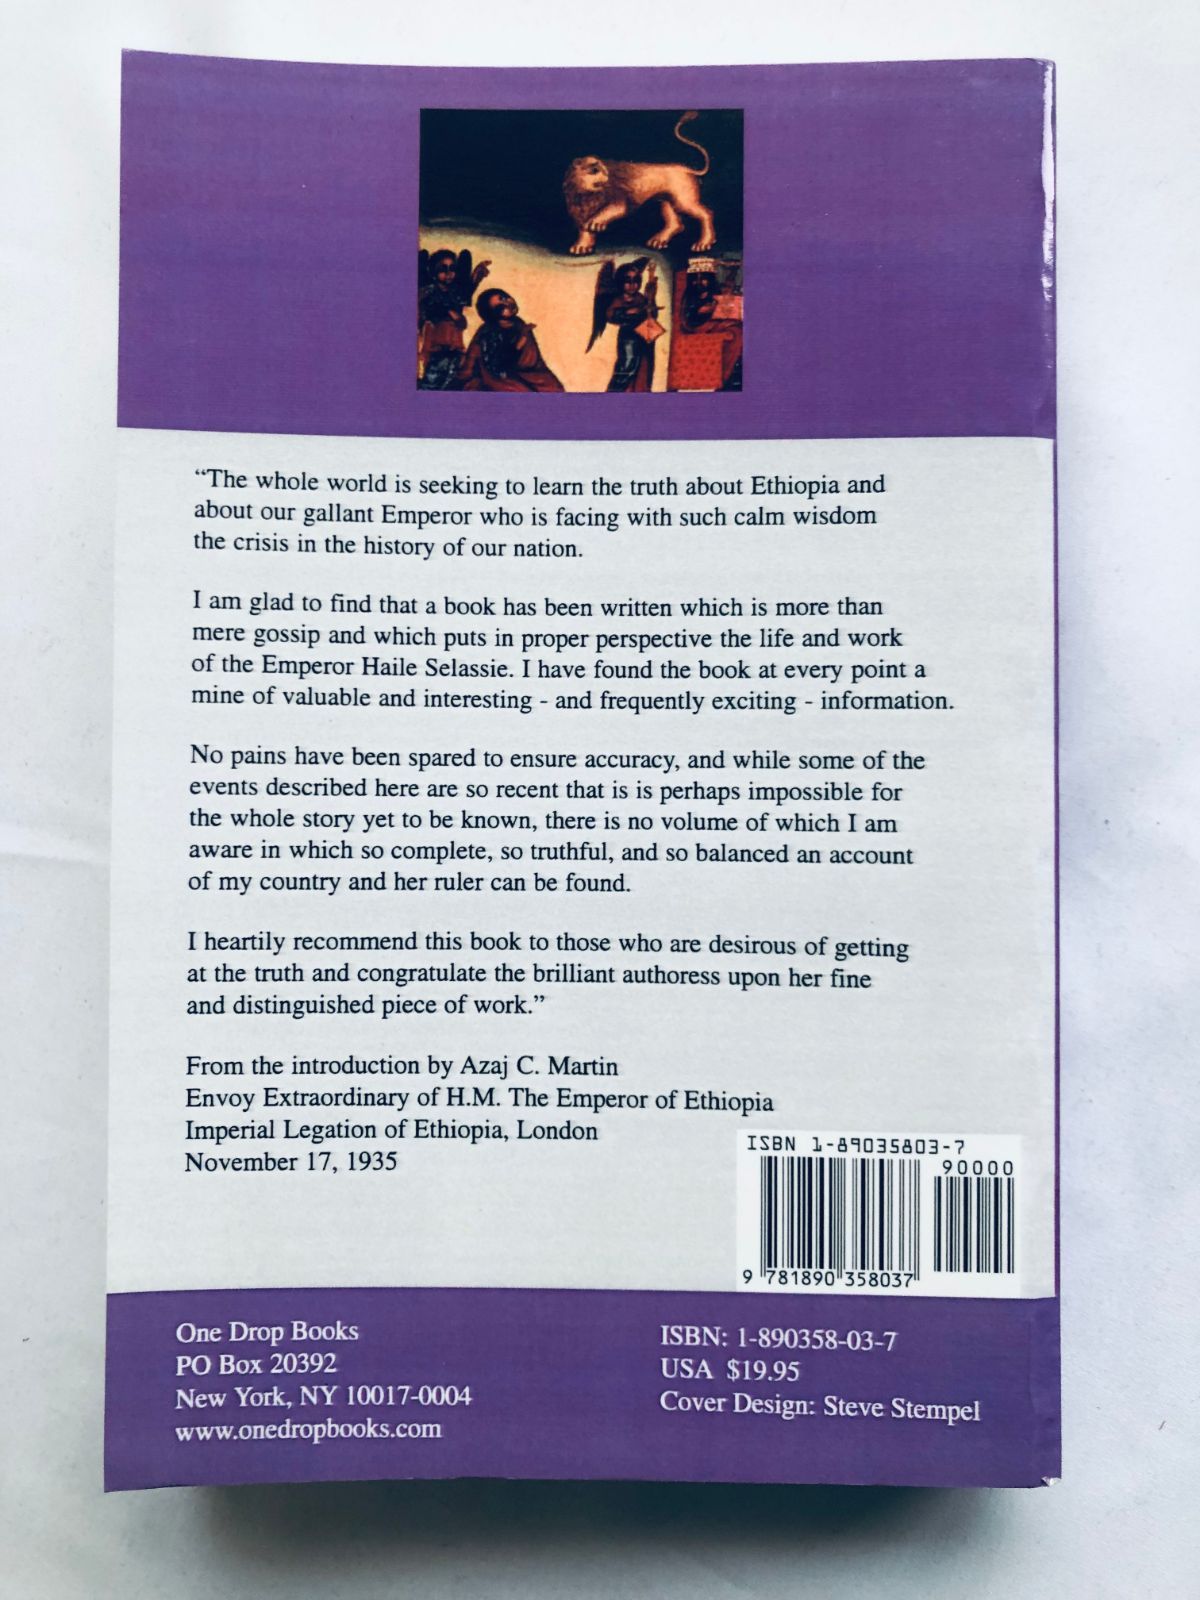 “The whole world is seeking to learn the truth about Ethiopia and
about our gallant Emperor who is facing with such calm wisdom
the crisis in the history of our nation.
I am glad to find that a book has been written which is more than
mere gossip and which puts in proper perspective the life and work
of the Emperor Haile Selassie. I have found the book at every point a
mine of valuable and interesting - and frequently exciting - information.
No pains have been spared to ensure accuracy, and while some of the
events described here are so recent that is is perhaps impossible for
the whole story yet to be known, there is no volume of which I am
aware in which so complete, so truthful, and so balanced an account
of my country and her ruler can be found.
I heartily recommend this book to those who are desirous of getting
at the truth and congratulate the brilliant authoress upon her fine
and distinguished piece of work.”
From the introduction by Azaj C. Martin
Envoy Extraordinary of H.M. The Emperor of Ethiopia
Imperial Legation of Ethiopia, London
November 17, 1935
ISBN 1-89035803-7
90000
9 781890 358037
One Drop Books
PO Box 20392
New York, NY 10017-0004
www.onedropbooks.com
ISBN: 1-890358-03-7
USA $19.95
Cover Design: Steve Stempel